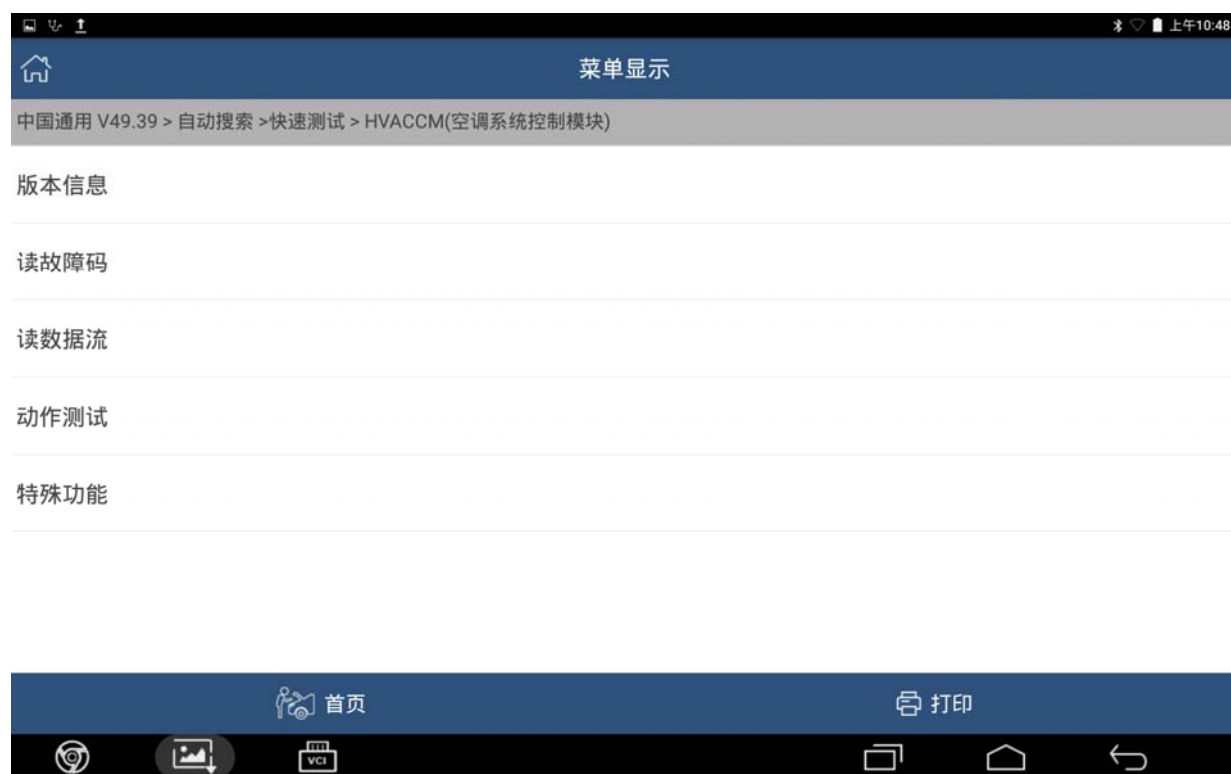 上午10:48
菜单显示
中国通用 V49.39 > 自动搜索 >快速测试 > HVACCM(空调系统控制模块)
版本信息
读故障码
读数据流
动作测试
特殊功能
首页
打印
VCI